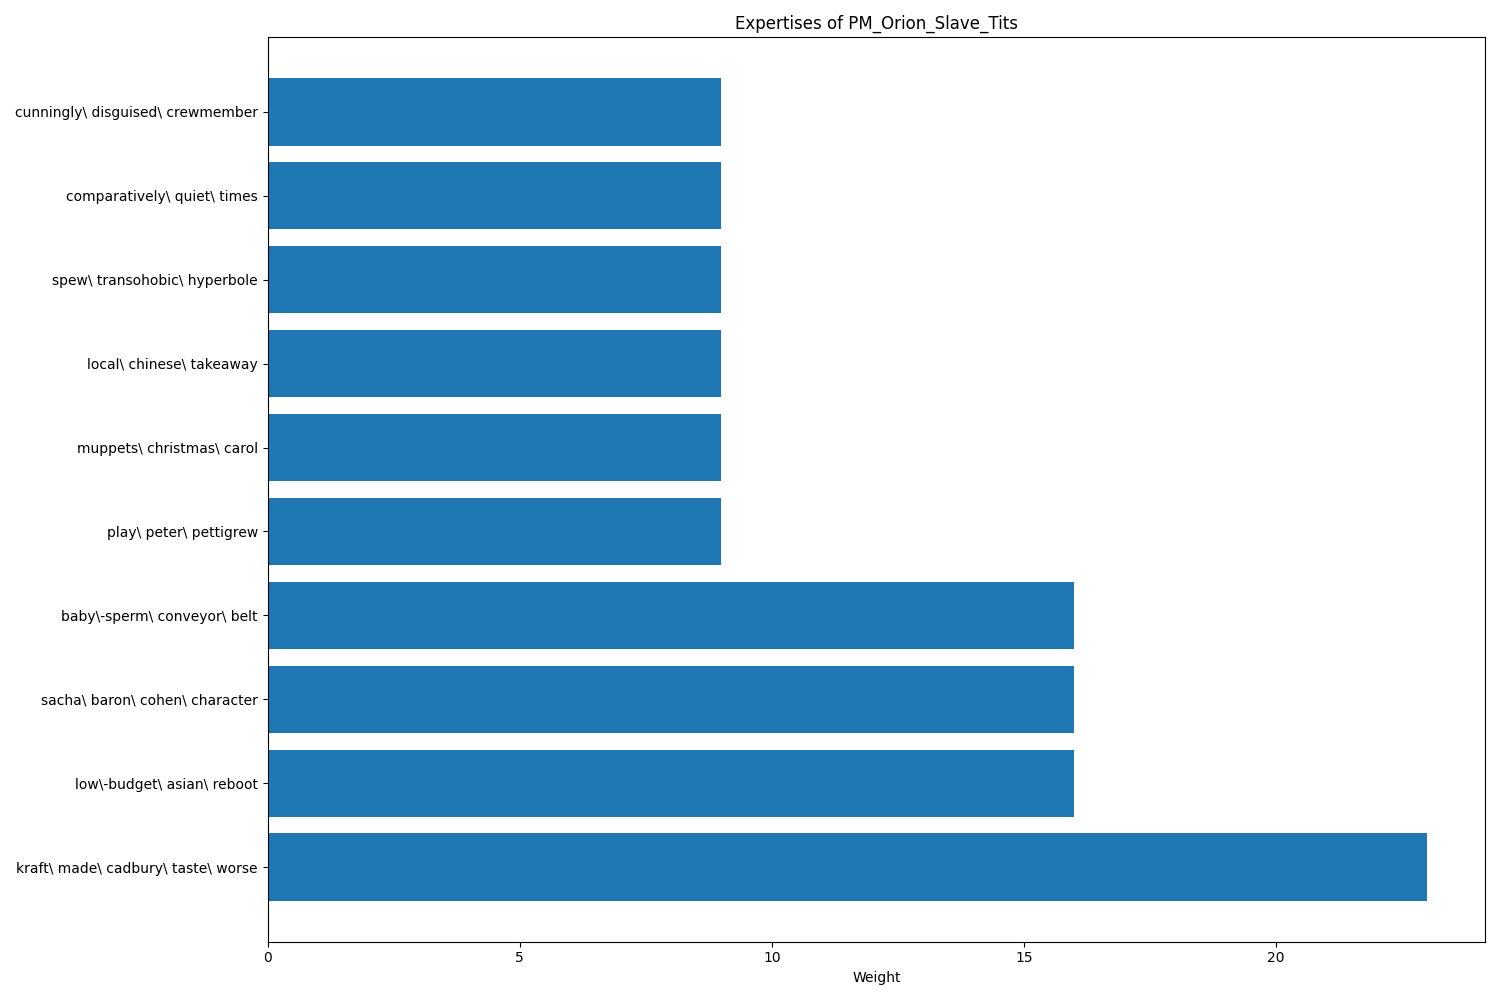 Expertises of PM_Orion_Slave_Tits
cunningly\ disguised\ crewmember
comparatively\ quiet\ times
spew\ transohobic\ hyperbole
local\ chinese\ takeaway
muppets\ christmas\ carol
play\ peter\ pettigrew
baby\-sperm\ conveyor\ belt
sacha\ baron\ cohen\ character
low\-budget\ asian\ reboot
kraft\ made\ cadbury\ taste\ worse
0 5 10 15 20
Weight